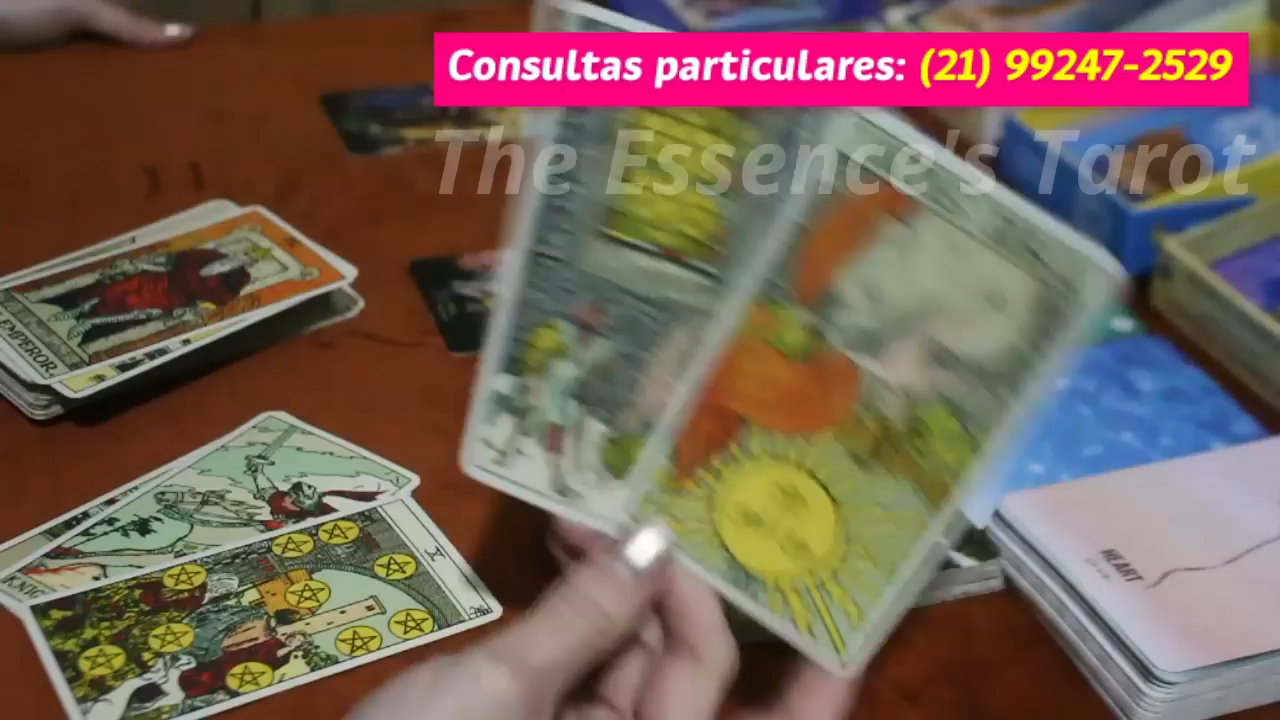 Consultas particulares: (21) 99247-2529
The Essence's Tarot
EMPEROR.
KNIG
X
HEART